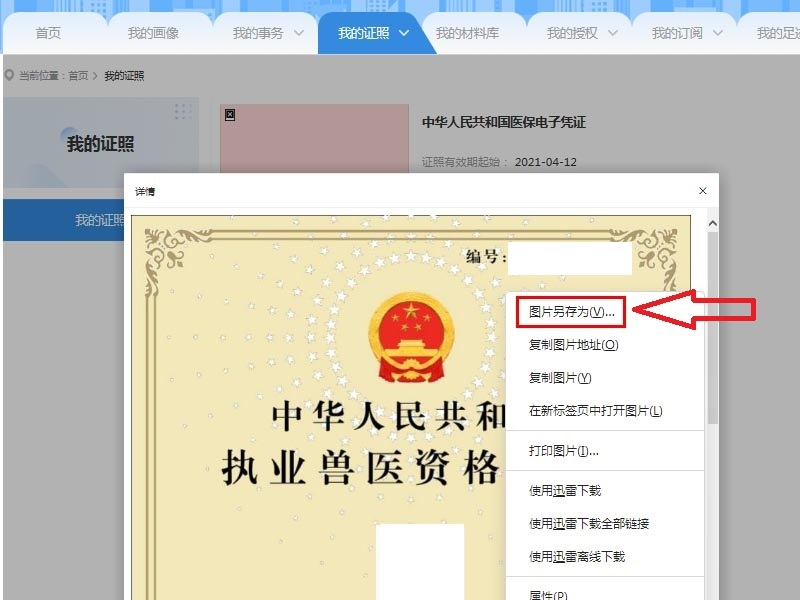 首页 我的画像 我的事务 我的证照 我的材料库 我的授权 我的订阅 我的足迹
当前位置：首页 > 我的证照
我的证照
中华人民共和国医保电子凭证
证照有效期起始： 2021-04-12
我的证照
详情
编号:
中华人民共和
执业兽医资格
图片另存为(V)...
复制图片地址(O)
复制图片(Y)
在新标签页中打开图片(L)
打印图片(I)...
使用迅雷下载
使用迅雷下载全部链接
使用迅雷离线下载
属性(P)